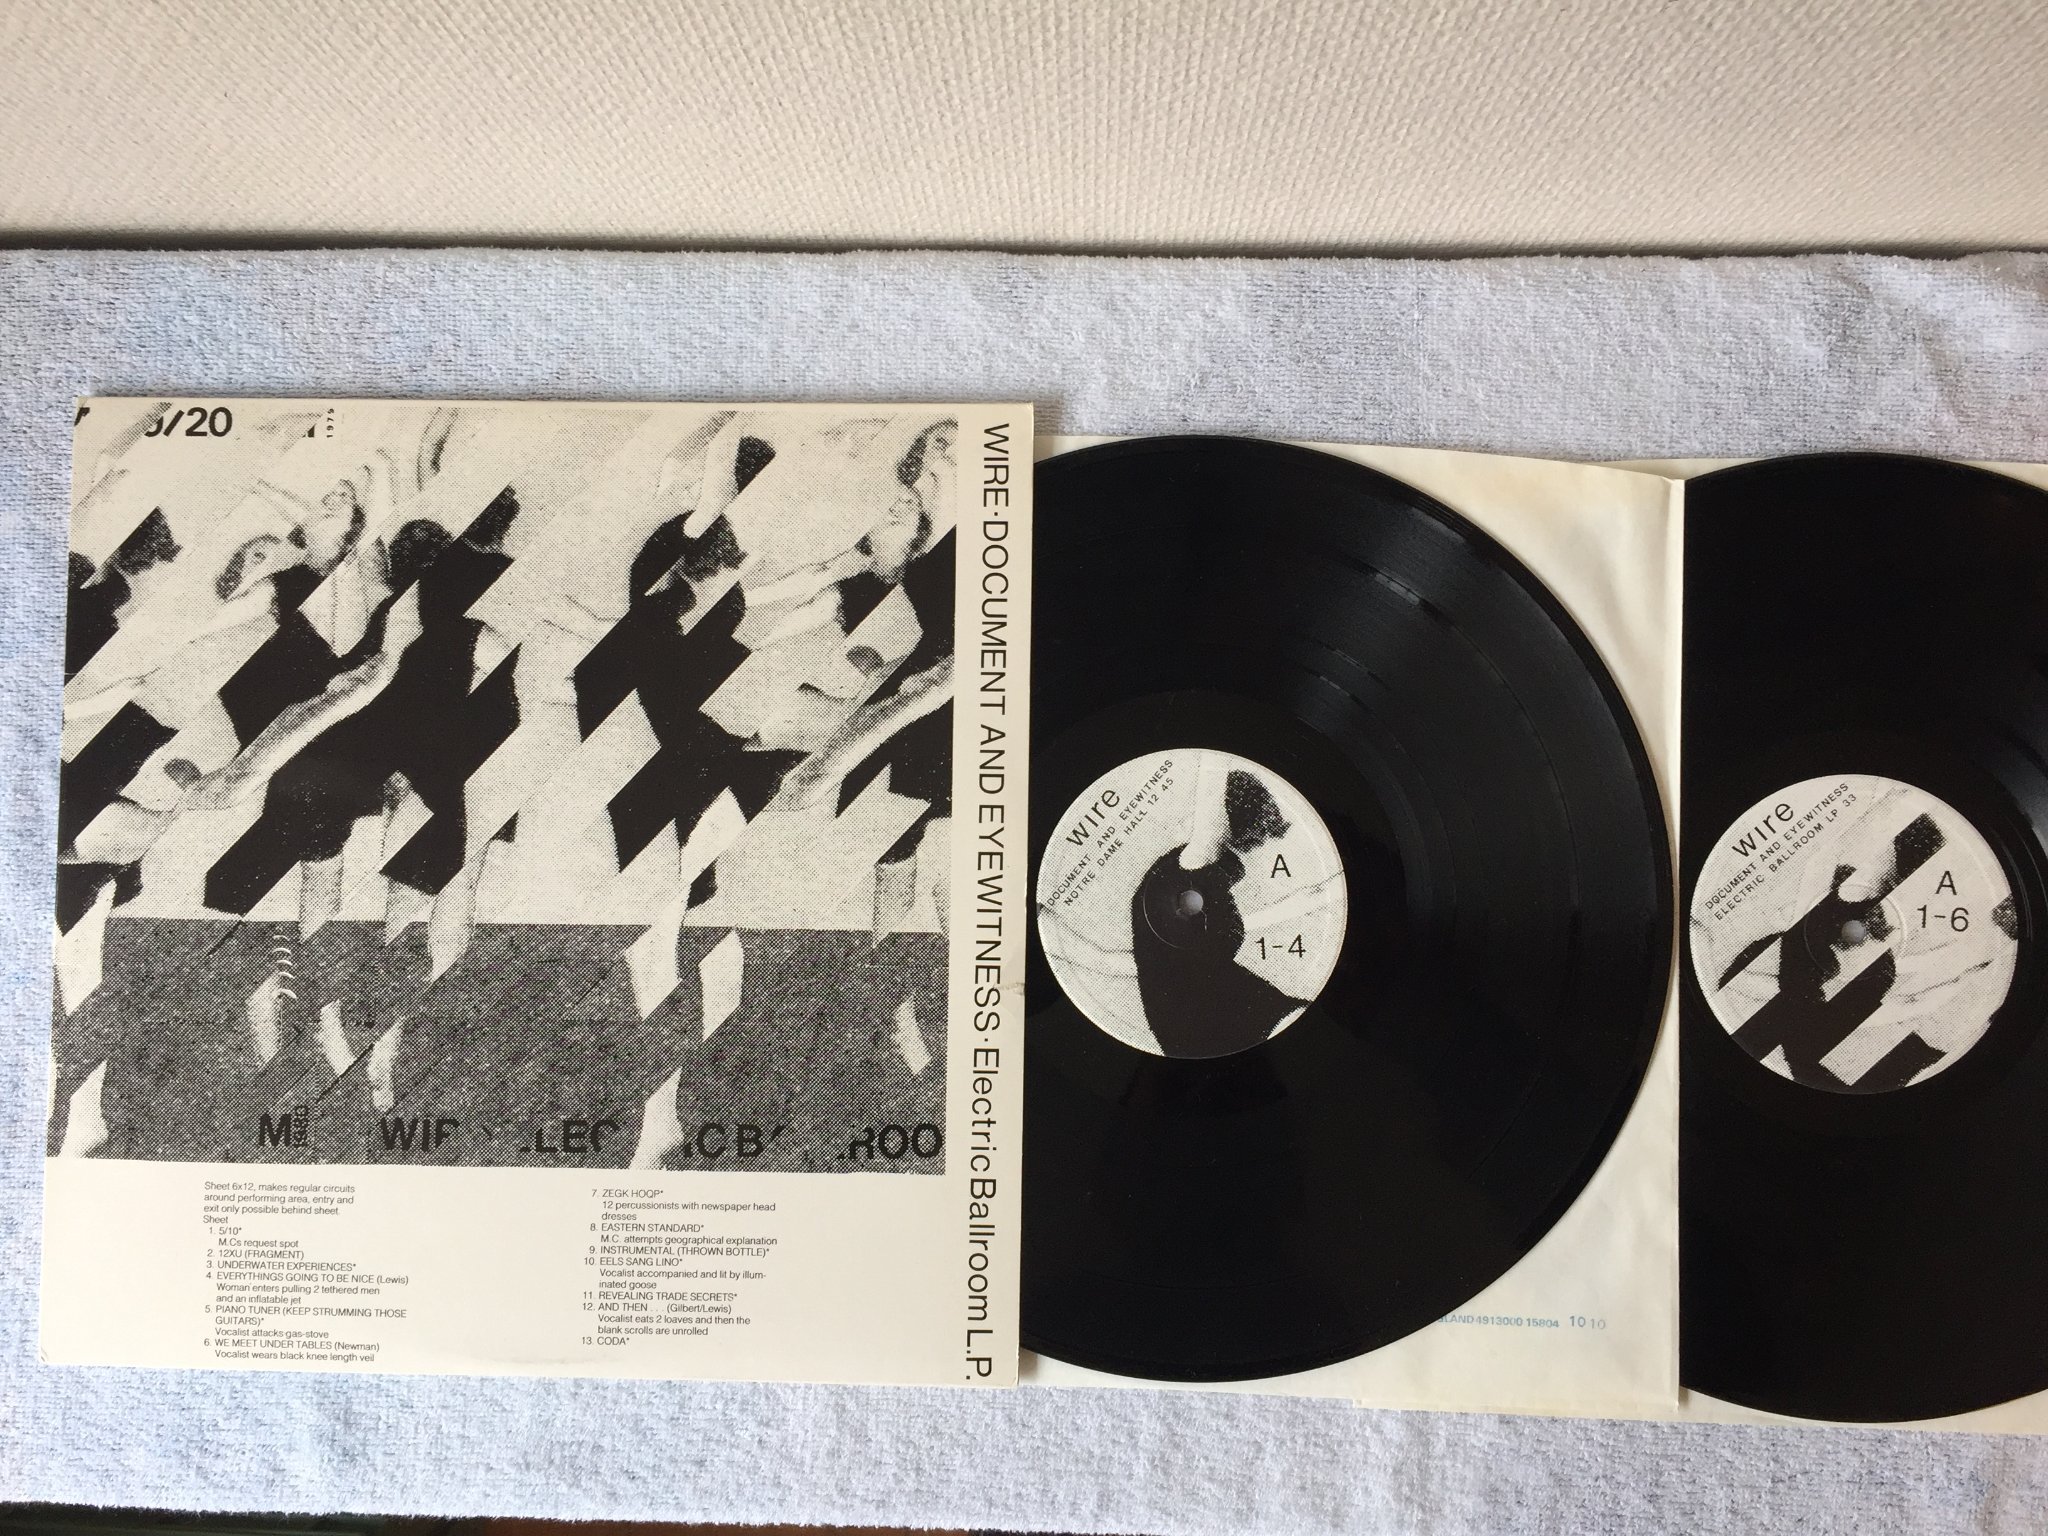 5/20
1979
WIRE·DOCUMENT AND EYEWITNESS·Electric Ballroom L.P.
Sheet 6x12, makes regular circuits
around performing area, entry and
exit only possible behind sheet.
Sheet
1. 5/10*
M.Cs request spot
2. 12XU (FRAGMENT)
3. UNDERWATER EXPERIENCES*
4. EVERYTHINGS GOING TO BE NICE (Lewis)
Woman enters pulling 2 tethered men
and an inflatable jet
5. PIANO TUNER (KEEP STRUMMING THOSE
GUITARS)*
Vocalist attacks gas-stove
6. WE MEET UNDER TABLES (Newman)
Vocalist wears black knee length veil
7. ZEGK HOQP*
12 percussionists with newspaper head
dresses
8. EASTERN STANDARD*
M.C. attempts geographical explanation
9. INSTRUMENTAL (THROWN BOTTLE)*
10. EELS SANG LINO*
Vocalist accompanied and lit by illum-
inated goose
11. REVEALING TRADE SECRETS*
12. AND THEN . . . (Gilbert/Lewis)
Vocalist eats 2 loaves and then the
blank scrolls are unrolled
13. CODA*
wire
DOCUMENT AND EYEWITNESS
NOTRE DAME HALL 12 45
A
1-4
LAND 4913000 15804 10 10
wire
DOCUMENT AND EYEWITNESS
ELECTRIC BALLROOM LP 33
A
1-6